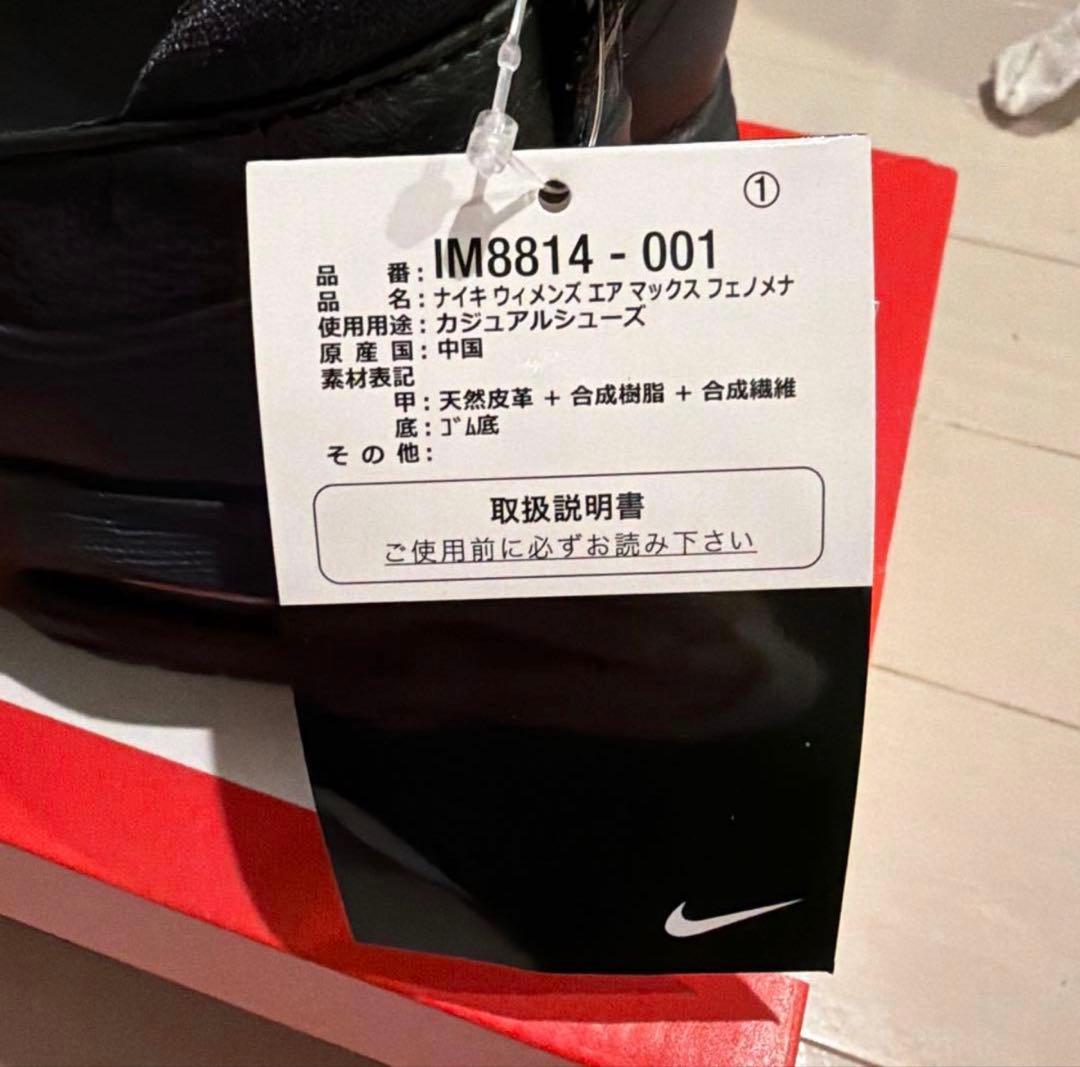 ①
品番：IM8814 - 001
品名：ナイキ ウィメンズ エア マックス フェノメナ
使用用途：カジュアルシューズ
原産国：中国
素材表記
甲：天然皮革 ＋ 合成樹脂 ＋ 合成繊維
底：ｺﾞﾑ底
その他：
取扱説明書
ご使用前に必ずお読み下さい